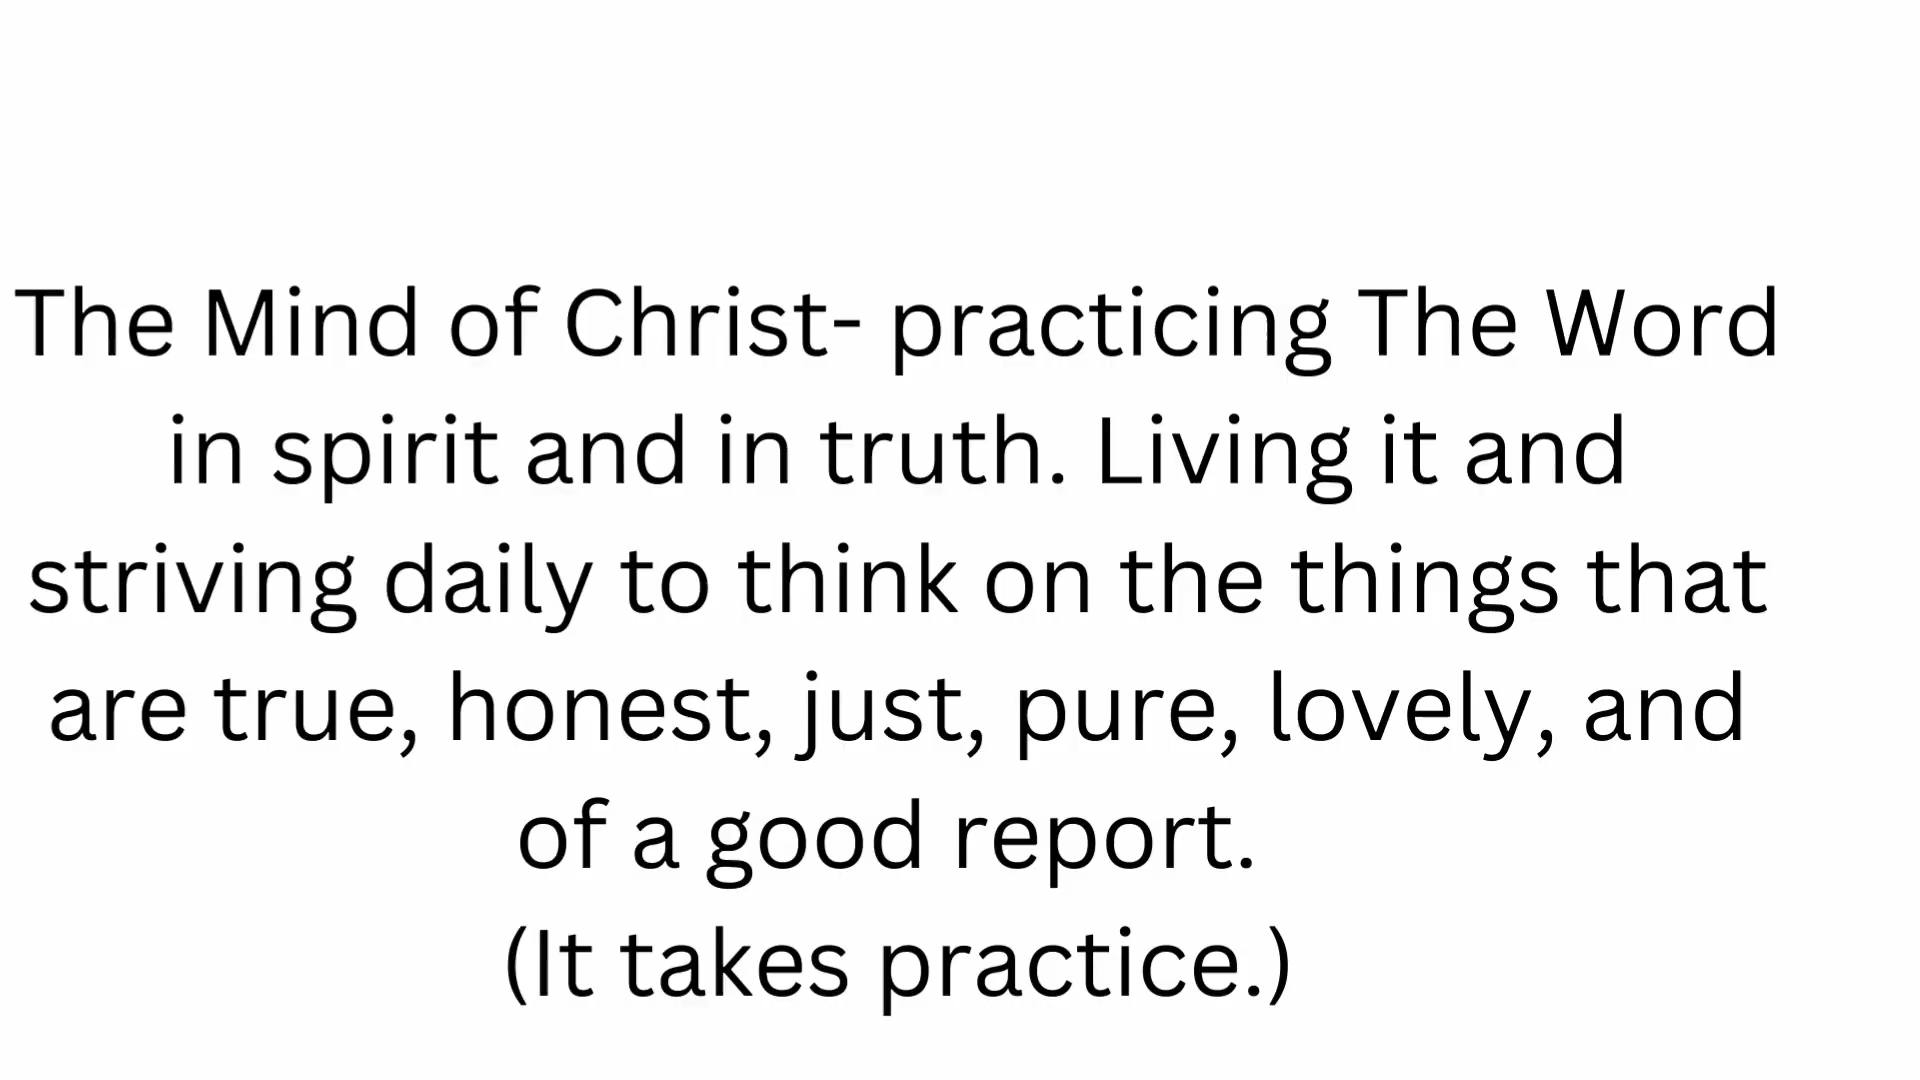 The Mind of Christ- practicing The Word
in spirit and in truth. Living it and
striving daily to think on the things that
are true, honest, just, pure, lovely, and
of a good report.
(It takes practice.)